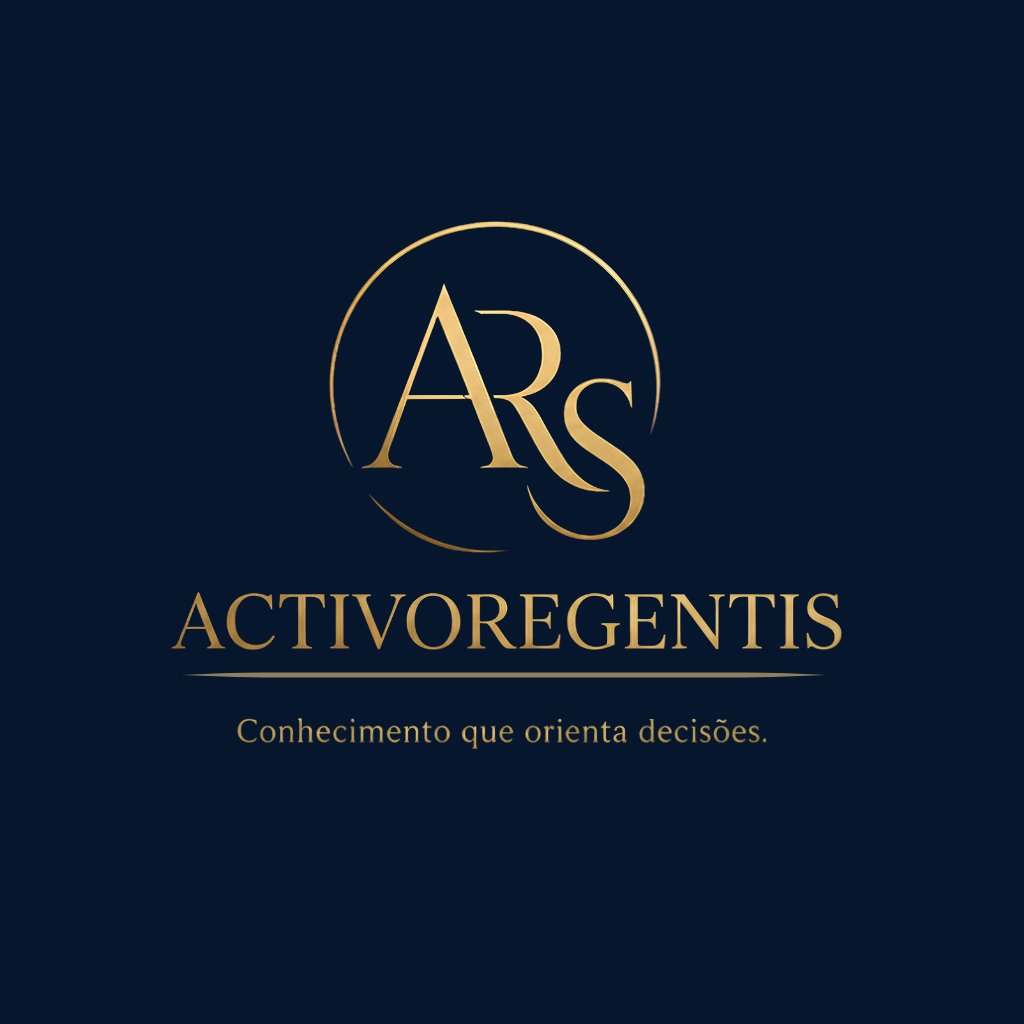 ARS
ACTIVOREGENTIS
Conhecimento que orienta decisões.